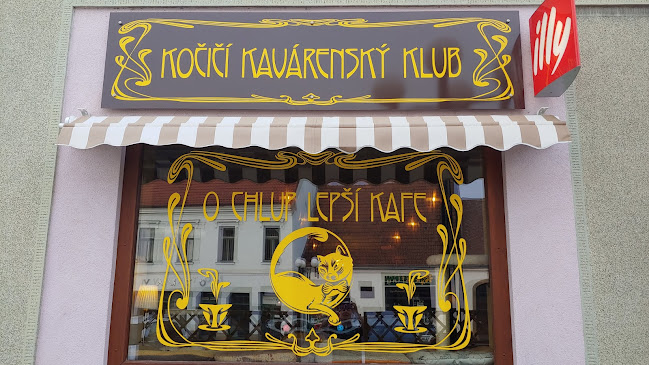 KOČIČÍ KAVÁRENSKÝ KLUB
illy
O CHLUP LEPŠÍ KAFE